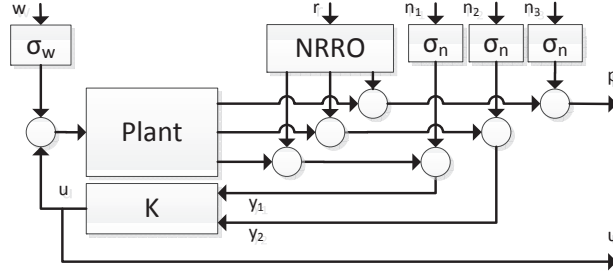 w r n₁ n₂ n₃
σw NRRO σn σn σn
p
Plant
u K y₁
y₂ u